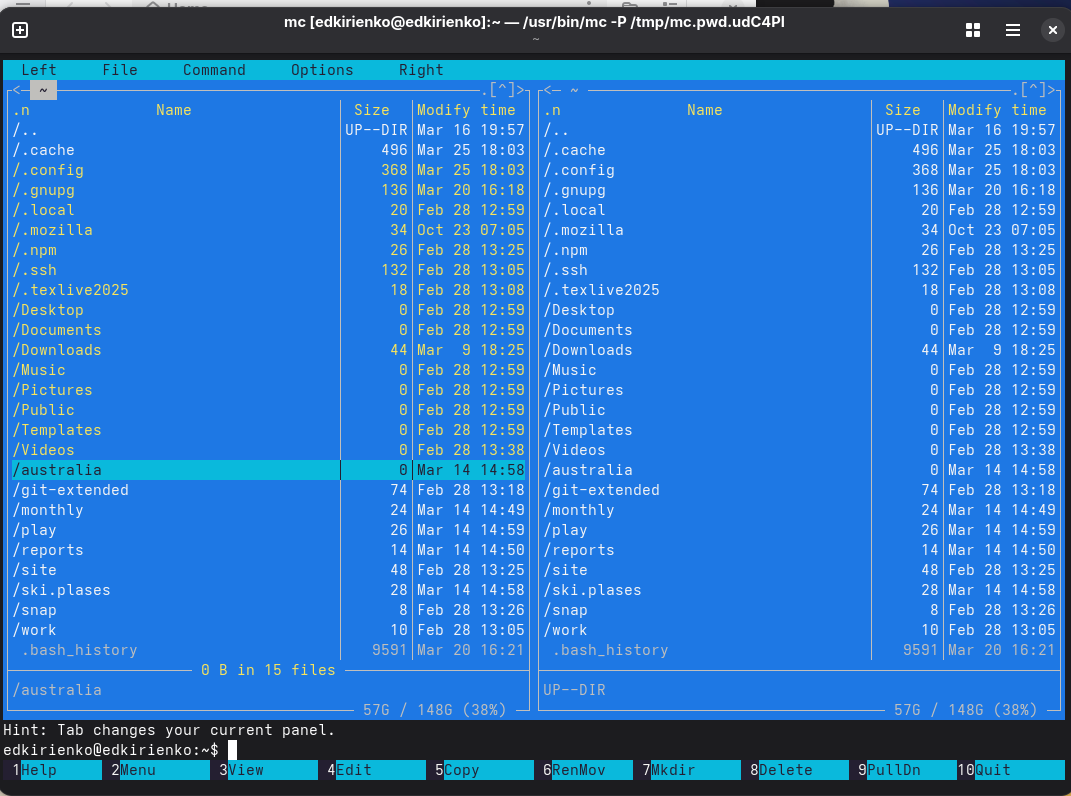 mc [edkirienko@edkirienko]:~ — /usr/bin/mc -P /tmp/mc.pwd.udC4PI
~
Left File Command Options Right
<— ~ .[^]> <— ~ .[^]>
.n Name Size Modify time .n Name Size Modify time
/.. UP--DIR Mar 16 19:57 /.. UP--DIR Mar 16 19:57
/.cache 496 Mar 25 18:03 /.cache 496 Mar 25 18:03
/.config 368 Mar 25 18:03 /.config 368 Mar 25 18:03
/.gnupg 136 Mar 20 16:18 /.gnupg 136 Mar 20 16:18
/.local 20 Feb 28 12:59 /.local 20 Feb 28 12:59
/.mozilla 34 Oct 23 07:05 /.mozilla 34 Oct 23 07:05
/.npm 26 Feb 28 13:25 /.npm 26 Feb 28 13:25
/.ssh 132 Feb 28 13:05 /.ssh 132 Feb 28 13:05
/.texlive2025 18 Feb 28 13:08 /.texlive2025 18 Feb 28 13:08
/Desktop 0 Feb 28 12:59 /Desktop 0 Feb 28 12:59
/Documents 0 Feb 28 12:59 /Documents 0 Feb 28 12:59
/Downloads 44 Mar 9 18:25 /Downloads 44 Mar 9 18:25
/Music 0 Feb 28 12:59 /Music 0 Feb 28 12:59
/Pictures 0 Feb 28 12:59 /Pictures 0 Feb 28 12:59
/Public 0 Feb 28 12:59 /Public 0 Feb 28 12:59
/Templates 0 Feb 28 12:59 /Templates 0 Feb 28 12:59
/Videos 0 Feb 28 13:38 /Videos 0 Feb 28 13:38
/australia 0 Mar 14 14:58 /australia 0 Mar 14 14:58
/git-extended 74 Feb 28 13:18 /git-extended 74 Feb 28 13:18
/monthly 24 Mar 14 14:49 /monthly 24 Mar 14 14:49
/play 26 Mar 14 14:59 /play 26 Mar 14 14:59
/reports 14 Mar 14 14:50 /reports 14 Mar 14 14:50
/site 48 Feb 28 13:25 /site 48 Feb 28 13:25
/ski.plases 28 Mar 14 14:58 /ski.plases 28 Mar 14 14:58
/snap 8 Feb 28 13:26 /snap 8 Feb 28 13:26
/work 10 Feb 28 13:05 /work 10 Feb 28 13:05
.bash_history 9591 Mar 20 16:21 .bash_history 9591 Mar 20 16:21
0 B in 15 files
/australia UP--DIR
57G / 148G (38%) 57G / 148G (38%)
Hint: Tab changes your current panel.
edkirienko@edkirienko:~$
1Help 2Menu 3View 4Edit 5Copy 6RenMov 7Mkdir 8Delete 9PullDn 10Quit